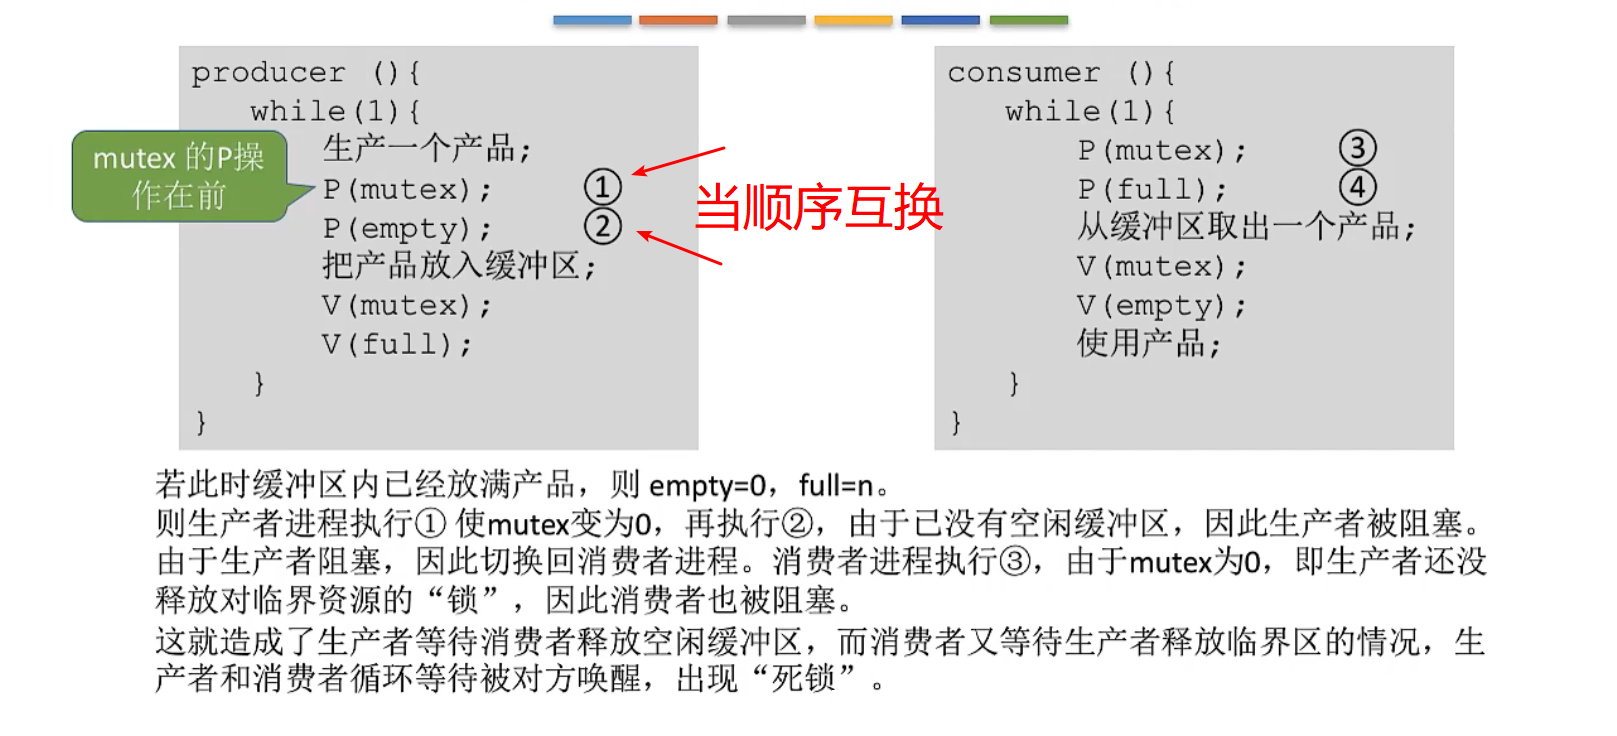 producer (){
while(1){
生产一个产品;
P(mutex); ①
P(empty); ②
把产品放入缓冲区;
V(mutex);
V(full);
}
}
mutex 的P操
作在前
当顺序互换
consumer (){
while(1){
P(mutex); ③
P(full); ④
从缓冲区取出一个产品;
V(mutex);
V(empty);
使用产品;
}
}
若此时缓冲区内已经放满产品，则 empty=0，full=n。
则生产者进程执行① 使mutex变为0，再执行②，由于已没有空闲缓冲区，因此生产者被阻塞。
由于生产者阻塞，因此切换回消费者进程。消费者进程执行③，由于mutex为0，即生产者还没
释放对临界资源的“锁”，因此消费者也被阻塞。
这就造成了生产者等待消费者释放空闲缓冲区，而消费者又等待生产者释放临界区的情况，生
产者和消费者循环等待被对方唤醒，出现“死锁”。